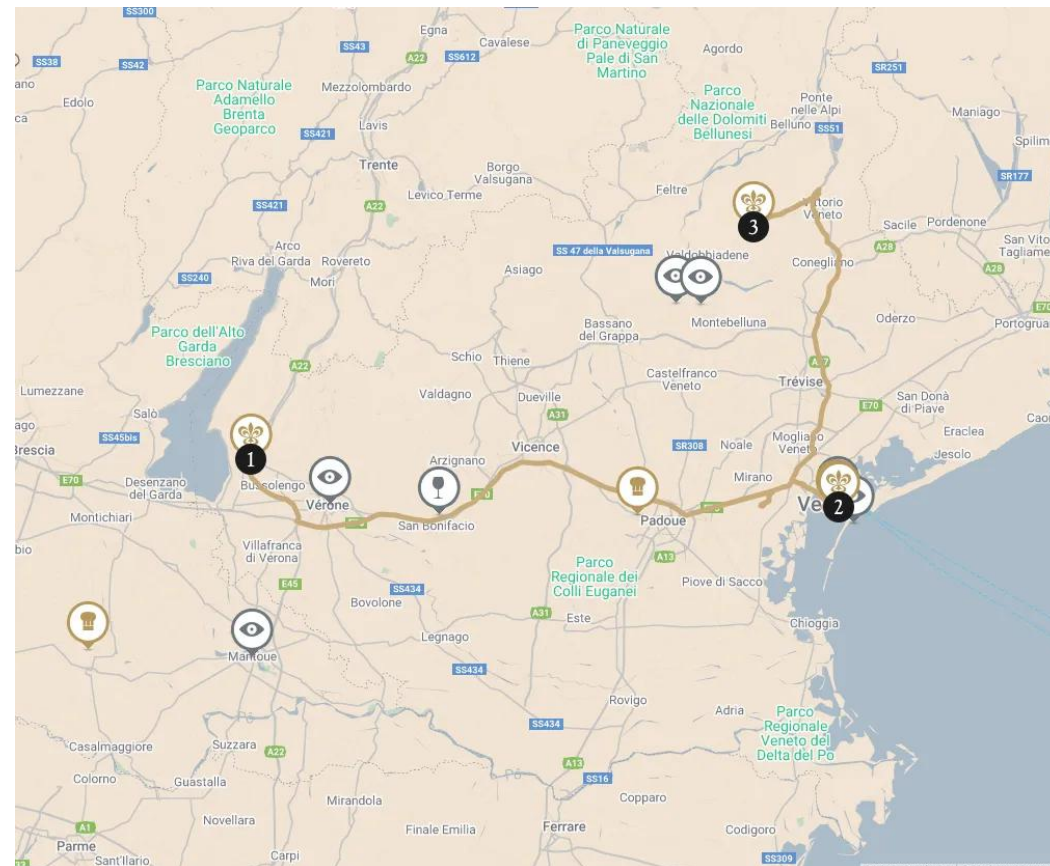 SS300
Egna
Cavalese
Parco Naturale
di Paneveggio
Pale di San
Martino
Agordo
SS43
A22
SS612
SS38
SS42
SR251
Edolo
Parco Naturale
Adamello
Brenta
Geoparco
Mezzolombardo
Parco
Nazionale
delle Dolomiti
Bellunesi
Ponte
nelle Alpi
Maniago
Lavis
SS421
Belluno
SS51
Spilim
Trente
Borgo
Valsugana
Levico Terme
Feltre
SR177
SS421
A22
3
Vittorio
Veneto
Sacile
Pordenone
Arco
Riva del Garda
Rovereto
SS 47 della Valsugana
Valdobbiadene
Conegliano
A28
San Vito
Tagliame
SS240
Mori
Asiago
A28
Montebelluna
Oderzo
E70
Portogrua
Parco dell'Alto
Garda
Bresciano
Bassano
del Grappa
Schio
Thiene
A22
A27
Lumezzane
Castelfranco
Veneto
Trévise
Valdagno
Dueville
San Donà
di Piave
Salò
A31
E70
ago
SS45bis
Vicence
SR308
Noale
Mogliano
Veneto
Eraclea
Cao
Brescia
1
Arzignano
Jesolo
E70
Desenzano
del Garda
Bussolengo
Mirano
Vérone
E70
Ve
2
Montichiari
San Bonifacio
Padoue
bio
Villafranca
di Verona
A13
Parco
Regionale dei
Colli Euganei
Piove di Sacco
E45
SS434
Bovolone
A31
Este
Chioggia
Legnago
Mantoue
SS434
Rovigo
Adria
Parco
Regionale
Veneto del
Delta del Po
Pô
SS434
Casalmaggiore
Suzzara
A22
A13
Colorno
Guastalla
Pô
SS16
Mirandola
Copparo
Novellara
A1
Finale Emilia
Ferrare
Codigoro
Parme
Sant'Ilario
Carpi
SS309